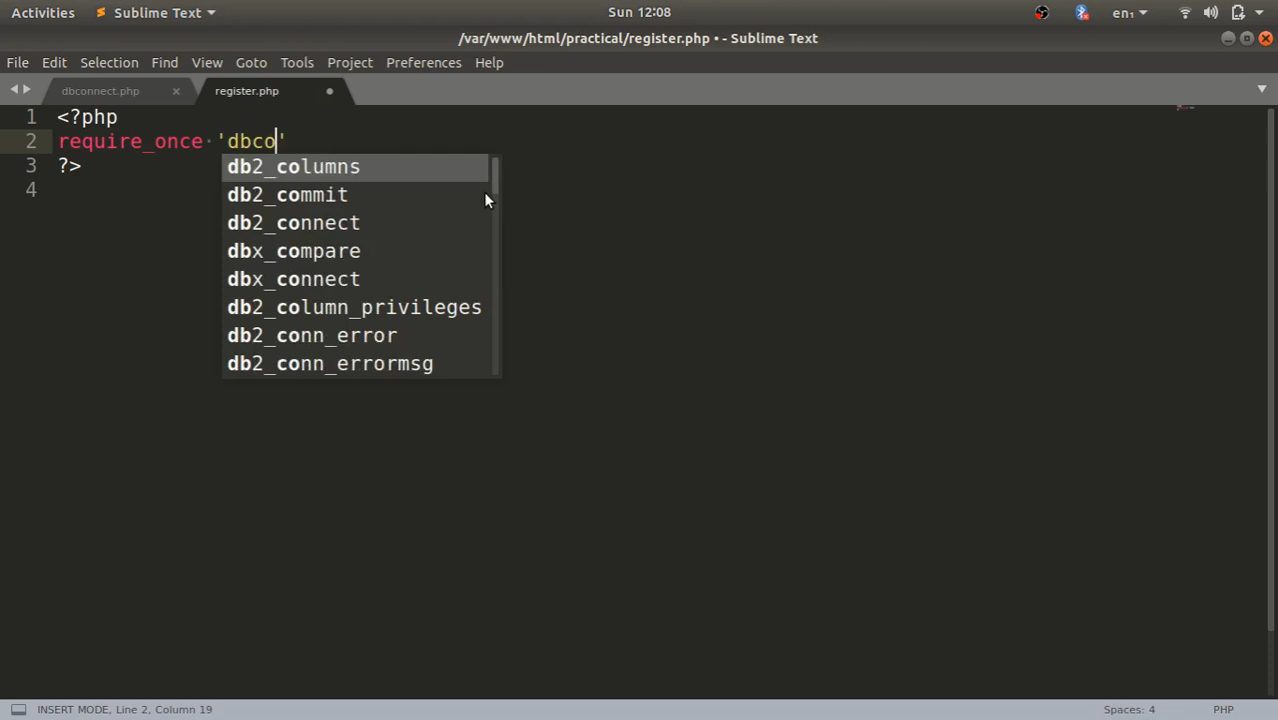 Activities Sublime Text Sun 12:08 en₁
/var/www/html/practical/register.php • - Sublime Text
File Edit Selection Find View Goto Tools Project Preferences Help
dbconnect.php × register.php
1 <?php
2 require_once 'dbco'
3 ?>
4
db2_columns
db2_commit
db2_connect
dbx_compare
dbx_connect
db2_column_privileges
db2_conn_error
db2_conn_errormsg
INSERT MODE, Line 2, Column 19 Spaces: 4 PHP